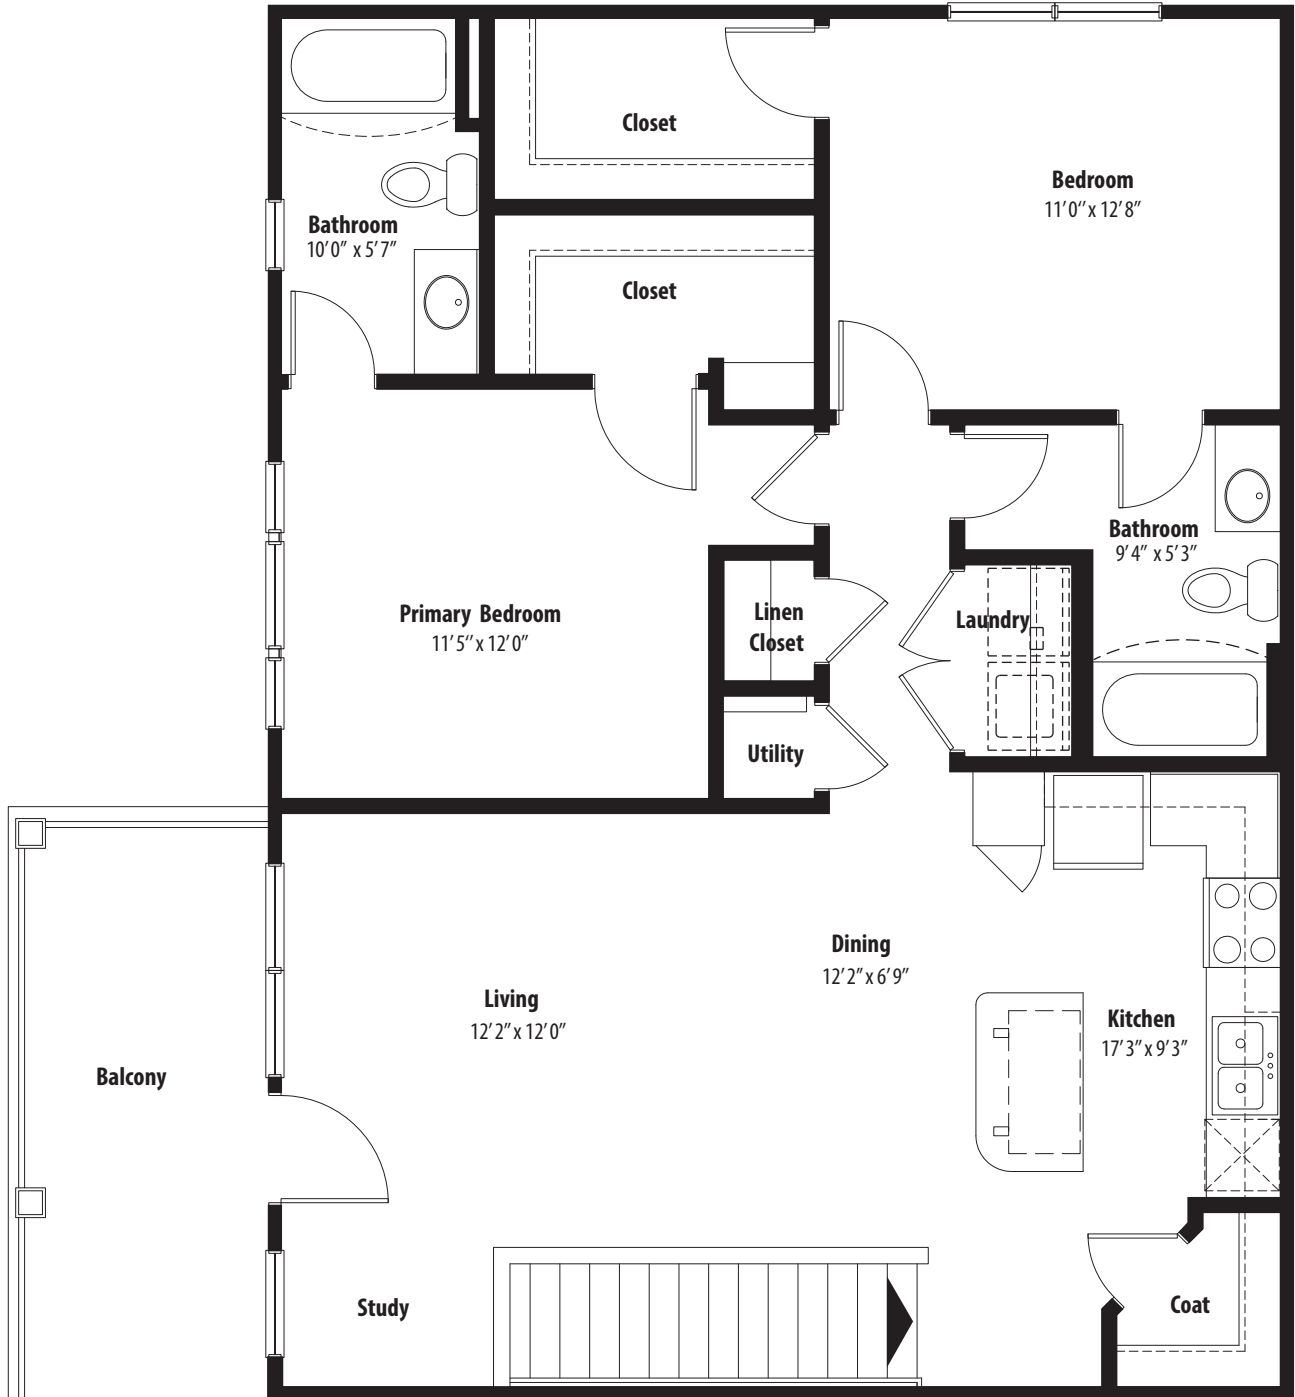 Closet
Bedroom
11'0" x 12'8"
Bathroom
10'0" x 5'7"
Closet
Bathroom
9'4" x 5'3"
Primary Bedroom
11'5" x 12'0"
Linen
Closet
Laundry
Utility
Dining
12'2" x 6'9"
Living
12'2" x 12'0"
Kitchen
17'3" x 9'3"
Balcony
Study
Coat